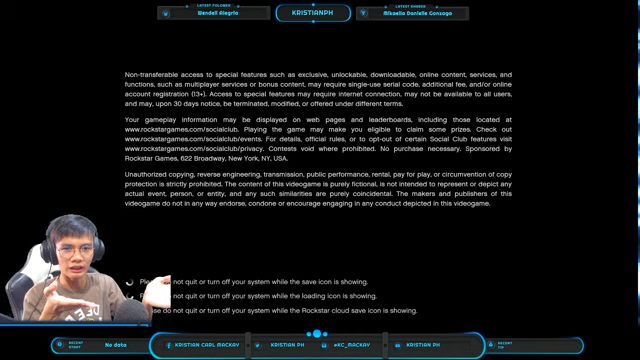 LATEST FOLLOWER
Wendell Alegria
KRISTIANPH
LATEST SHARER
Mikaella Danielle Gonzaga
Non-transferable access to special features such as exclusive, unlockable, downloadable, online content, services, and
functions, such as multiplayer services or bonus content, may require single-use serial code, additional fee, and/or online
account registration (13+). Access to special features may require internet connection, may not be available to all users,
and may, upon 30 days notice, be terminated, modified, or offered under different terms.
Your gameplay information may be displayed on web pages and leaderboards, including those located at
www.rockstargames.com/socialclub. Playing the game may make you eligible to claim some prizes. Check out
www.rockstargames.com/socialclub/events. For details, official rules, or to opt-out of certain Social Club features visit
www.rockstargames.com/socialclub/privacy. Contests void where prohibited. No purchase necessary. Sponsored by
Rockstar Games, 622 Broadway, New York, NY, USA.
Unauthorized copying, reverse engineering, transmission, public performance, rental, pay for play, or circumvention of copy
protection is strictly prohibited. The content of this videogame is purely fictional, is not intended to represent or depict any
actual event, person, or entity, and any such similarities are purely coincidental. The makers and publishers of this
videogame do not in any way endorse, condone or encourage engaging in any conduct depicted in this videogame.
Please do not quit or turn off your system while the save icon is showing.
not quit or turn off your system while the loading icon is showing.
do not quit or turn off your system while the Rockstar cloud save icon is showing.
RECENT STAR
No data
KRISTIAN CARL MACKAY
KRISTIAN PH
@KC_MACKAY
KRISTIAN PH
RECENT TIP